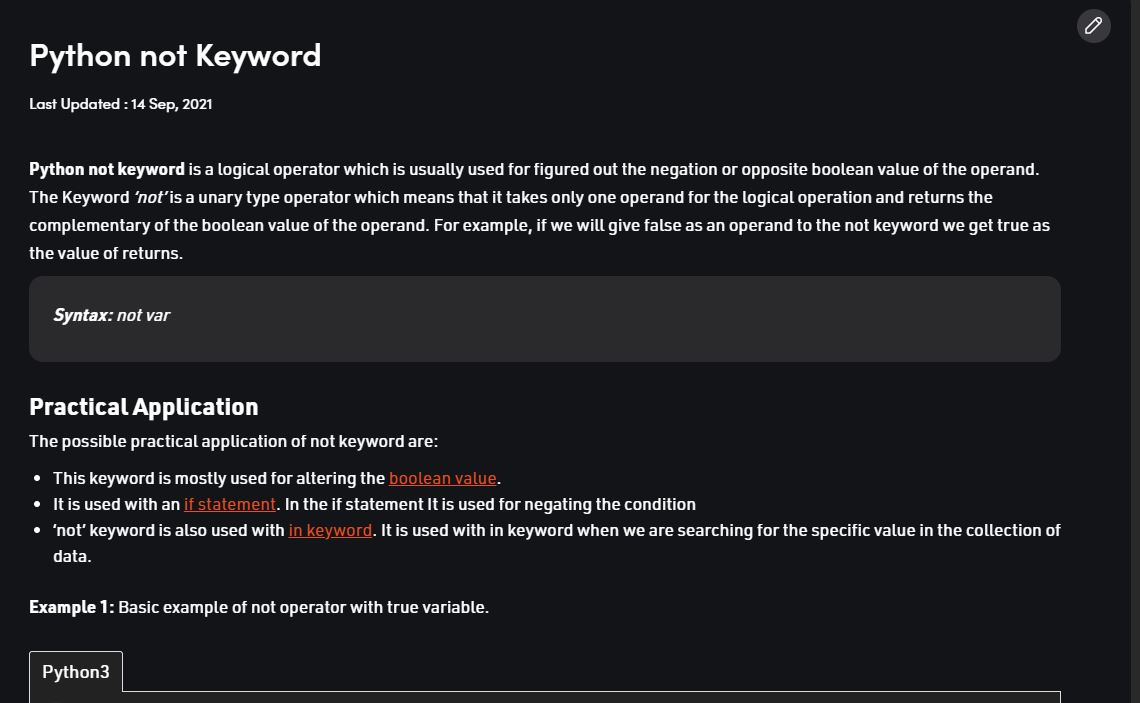 Python not Keyword
Last Updated : 14 Sep, 2021
Python not keyword is a logical operator which is usually used for figured out the negation or opposite boolean value of the operand.
The Keyword ‘not’ is a unary type operator which means that it takes only one operand for the logical operation and returns the
complementary of the boolean value of the operand. For example, if we will give false as an operand to the not keyword we get true as
the value of returns.
Syntax: not var
Practical Application
The possible practical application of not keyword are:
• This keyword is mostly used for altering the boolean value.
• It is used with an if statement. In the if statement It is used for negating the condition
• ‘not’ keyword is also used with in keyword. It is used with in keyword when we are searching for the specific value in the collection of
data.
Example 1: Basic example of not operator with true variable.
Python3